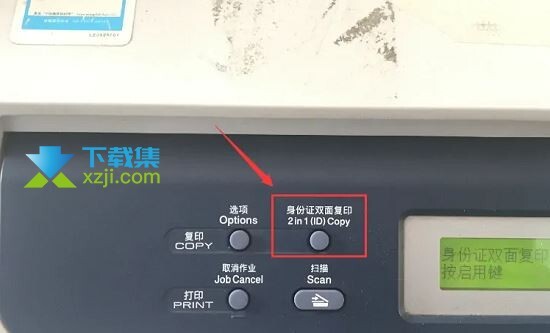 下载集
xzji.com
选项
Options
身份证双面复印
2 in 1 (ID) Copy
复印
COPY
取消作业
Job Cancel
扫描
Scan
打印
PRINT
身份证双面复印
按启用键